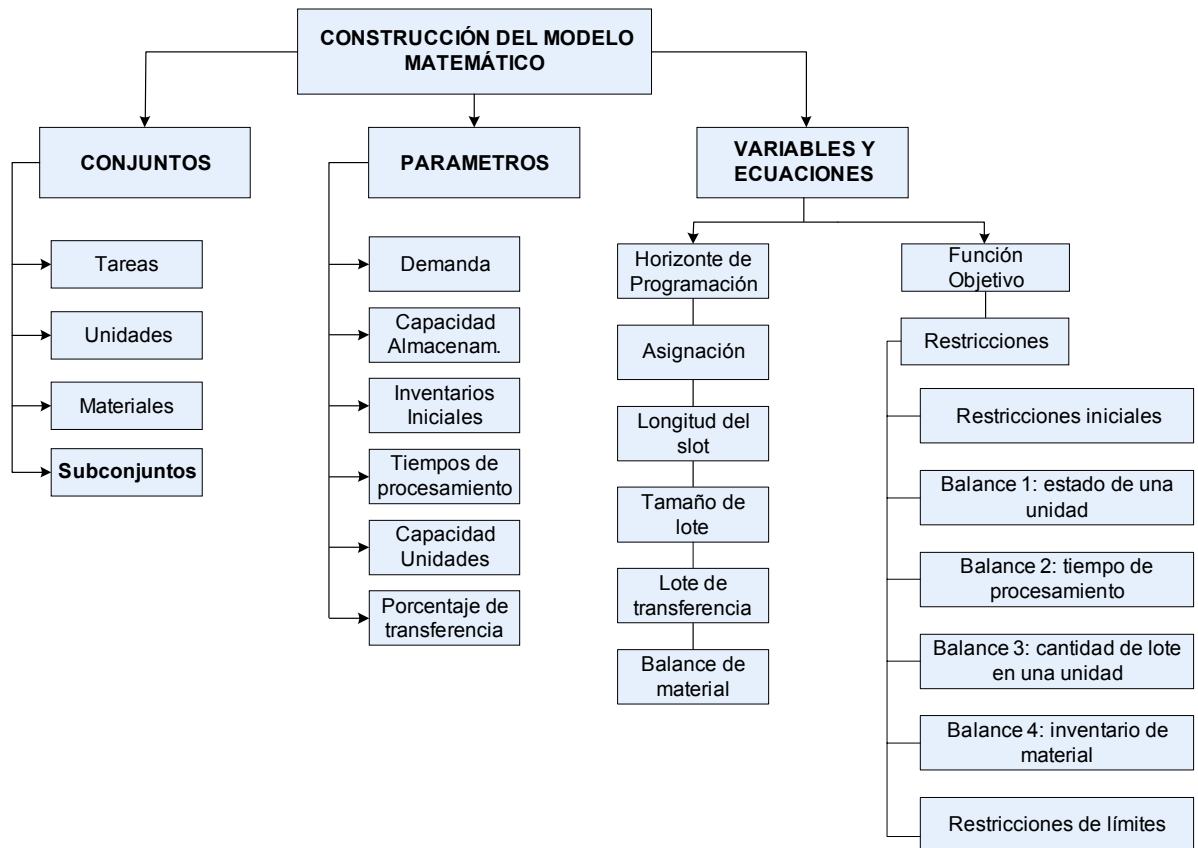 CONSTRUCCIÓN DEL MODELO
MATEMÁTICO
CONJUNTOS
Tareas
Unidades
Materiales
Subconjuntos
PARAMETROS
Demanda
Capacidad
Almacenam.
Inventarios
Iniciales
Tiempos de
procesamiento
Capacidad
Unidades
Porcentaje de
transferencia
VARIABLES Y
ECUACIONES
Horizonte de
Programación
Asignación
Longitud del
slot
Tamaño de
lote
Lote de
transferencia
Balance de
material
Función
Objetivo
Restricciones
Restricciones iniciales
Balance 1: estado de una
unidad
Balance 2: tiempo de
procesamiento
Balance 3: cantidad de lote
en una unidad
Balance 4: inventario de
material
Restricciones de límites